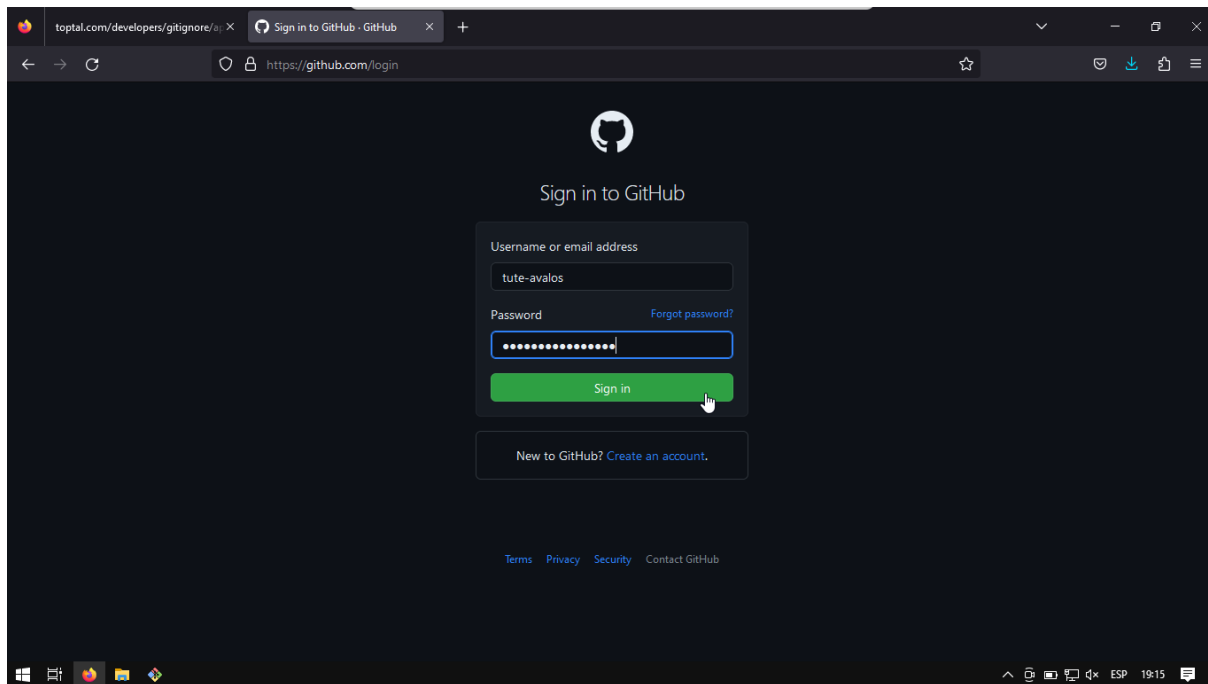 toptal.com/developers/gitignore/ap
Sign in to GitHub · GitHub
https://github.com/login
Sign in to GitHub
Username or email address
tute-avalos
Password Forgot password?
••••••••••••••••
Sign in
New to GitHub? Create an account.
Terms Privacy Security Contact GitHub
ESP 19:15